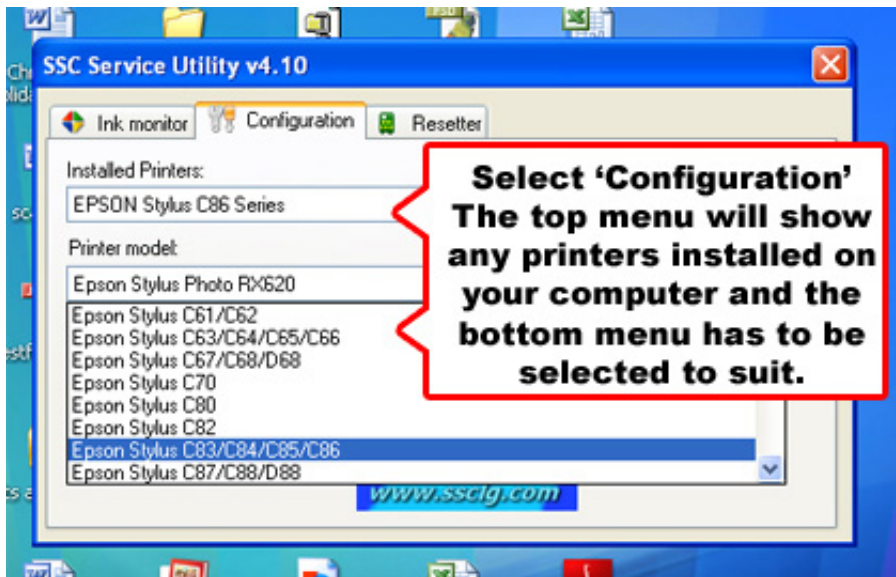 SSC Service Utility v4.10
Ink monitor
Configuration
Resetter
Installed Printers:
EPSON Stylus C86 Series
Printer model:
Epson Stylus Photo RX620
Epson Stylus C61/C62
Epson Stylus C63/C64/C65/C66
Epson Stylus C67/C68/D68
Epson Stylus C70
Epson Stylus C80
Epson Stylus C82
Epson Stylus C83/C84/C85/C86
Epson Stylus C87/C88/D88
www.ssclg.com
Select ‘Configuration’
The top menu will show
any printers installed on
your computer and the
bottom menu has to be
selected to suit.